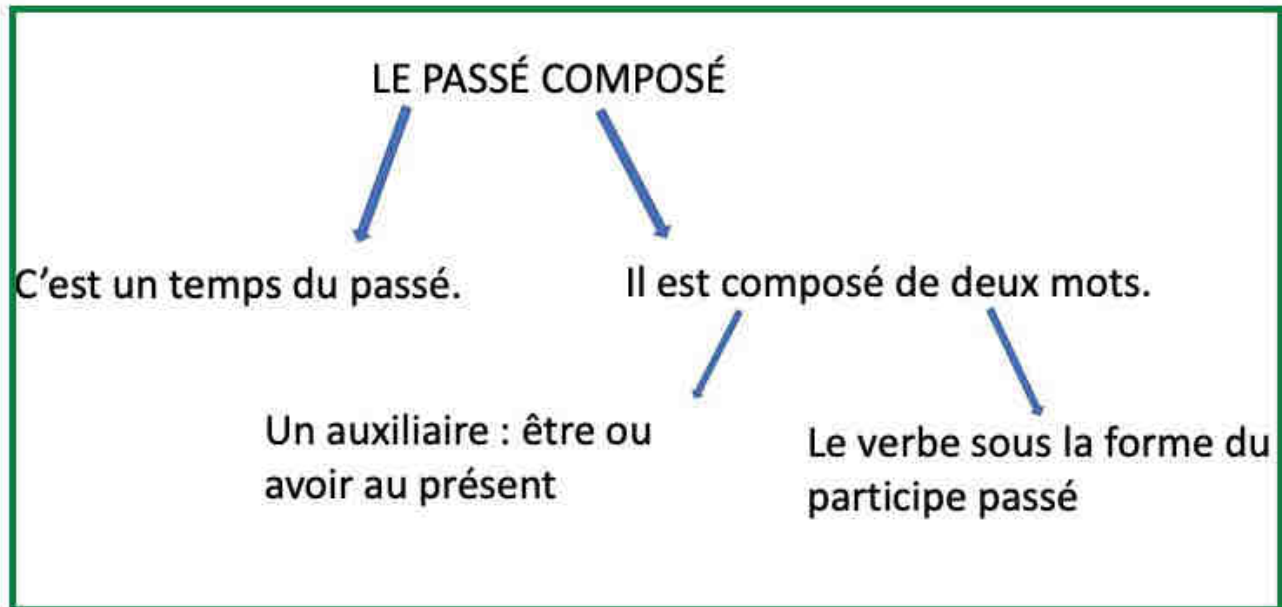 LE PASSÉ COMPOSÉ
C’est un temps du passé.
Il est composé de deux mots.
Un auxiliaire : être ou
avoir au présent
Le verbe sous la forme du
participe passé